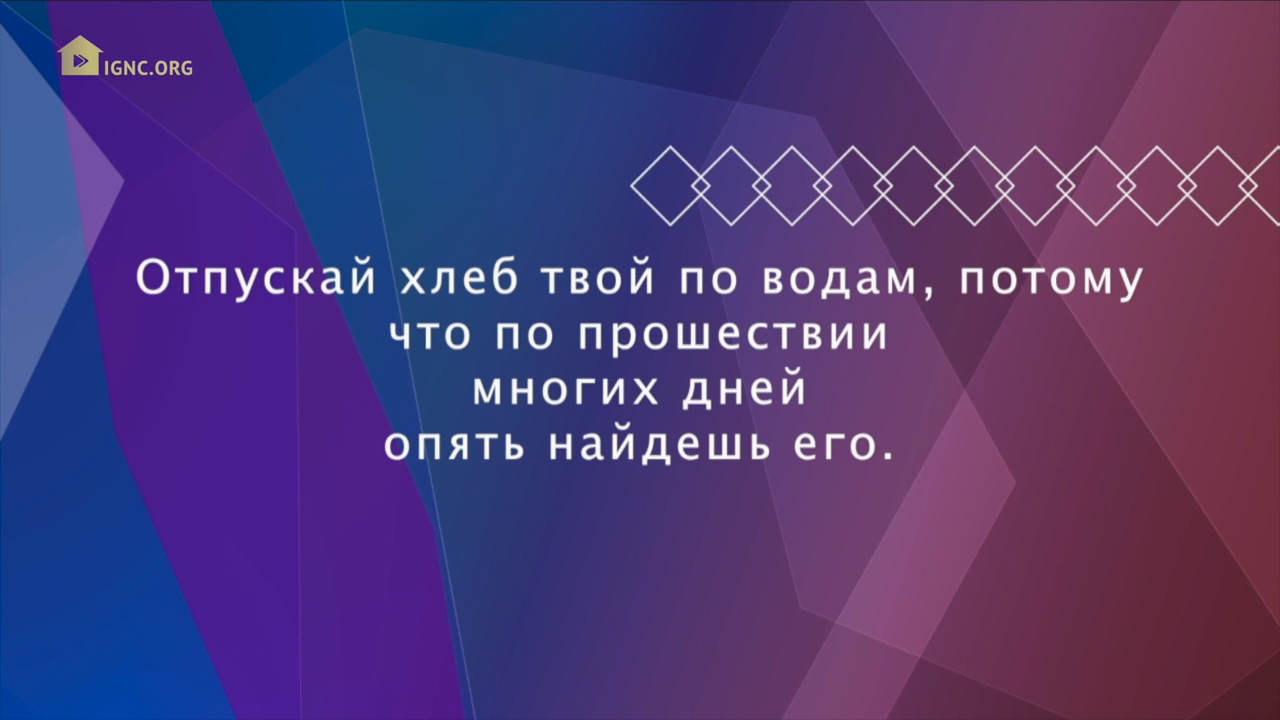 IGNC.ORG
Отпускай хлеб твой по водам, потому
что по прошествии
многих дней
опять найдешь его.